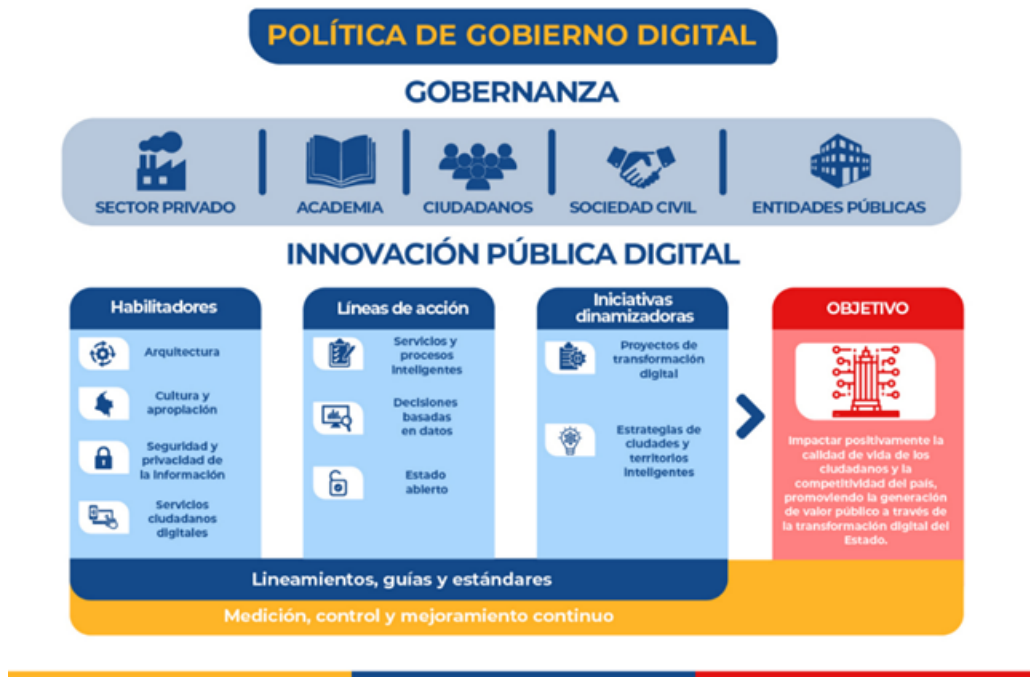 POLÍTICA DE GOBIERNO DIGITAL
GOBERNANZA
SECTOR PRIVADO
ACADEMIA
CIUDADANOS
SOCIEDAD CIVIL
ENTIDADES PÚBLICAS
INNOVACIÓN PÚBLICA DIGITAL
Habilitadores
Arquitectura
Cultura y
apropiación
Seguridad y
privacidad de
la información
Servicios
ciudadanos
digitales
Líneas de acción
Servicios y
procesos
inteligentes
Decisiones
basadas
en datos
Estado
abierto
Iniciativas
dinamizadoras
Proyectos de
transformación
digital
Estrategias de
ciudades y
territorios
inteligentes
OBJETIVO
Impactar positivamente la
calidad de vida de los
ciudadanos y la
competitividad del país,
promoviendo la generación
de valor público a través de
la transformación digital del
Estado.
Lineamientos, guías y estándares
Medición, control y mejoramiento continuo